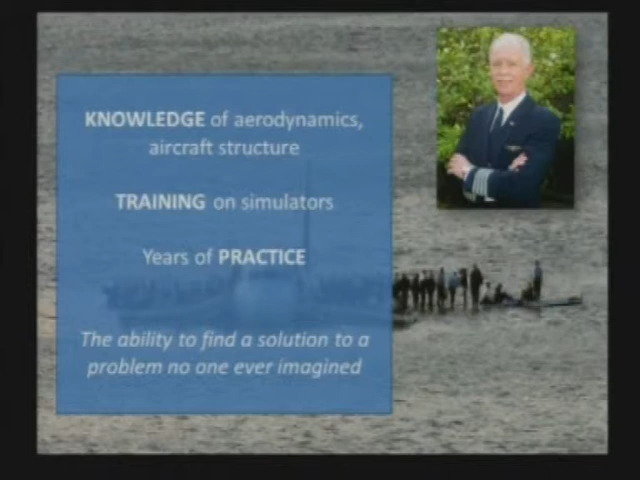 KNOWLEDGE of aerodynamics,
aircraft structure
TRAINING on simulators
Years of PRACTICE
The ability to find a solution to a
problem no one ever imagined